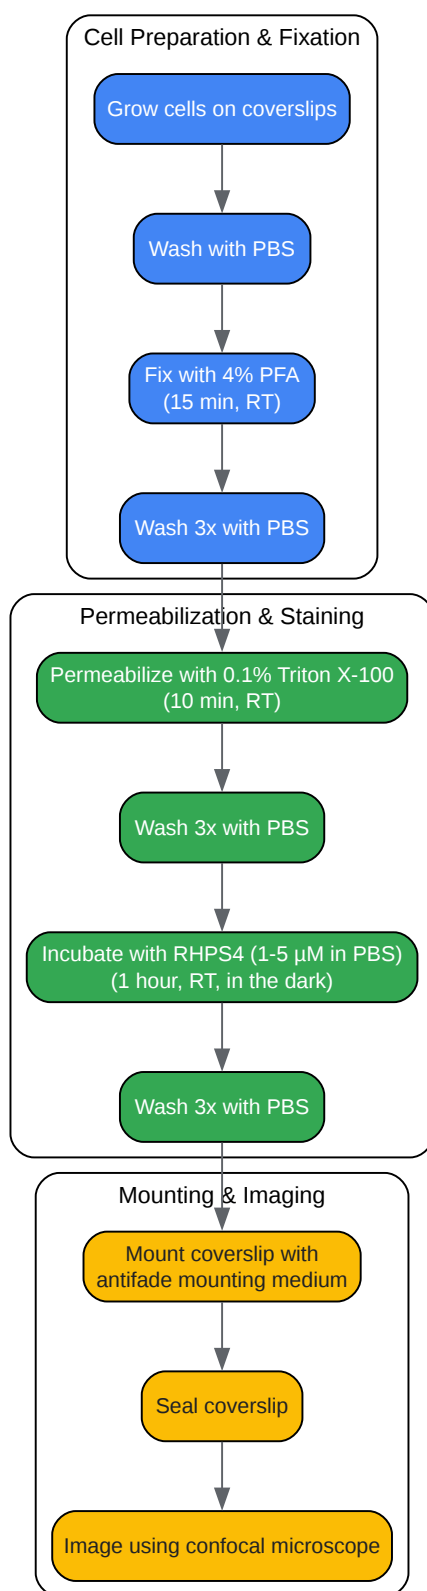 Cell Preparation & Fixation
Grow cells on coverslips
Wash with PBS
Fix with 4% PFA
(15 min, RT)
Wash 3x with PBS
Permeabilization & Staining
Permeabilize with 0.1% Triton X-100
(10 min, RT)
Wash 3x with PBS
Incubate with RHPS4 (1-5 µM in PBS)
(1 hour, RT, in the dark)
Wash 3x with PBS
Mounting & Imaging
Mount coverslip with
antifade mounting medium
Seal coverslip
Image using confocal microscope